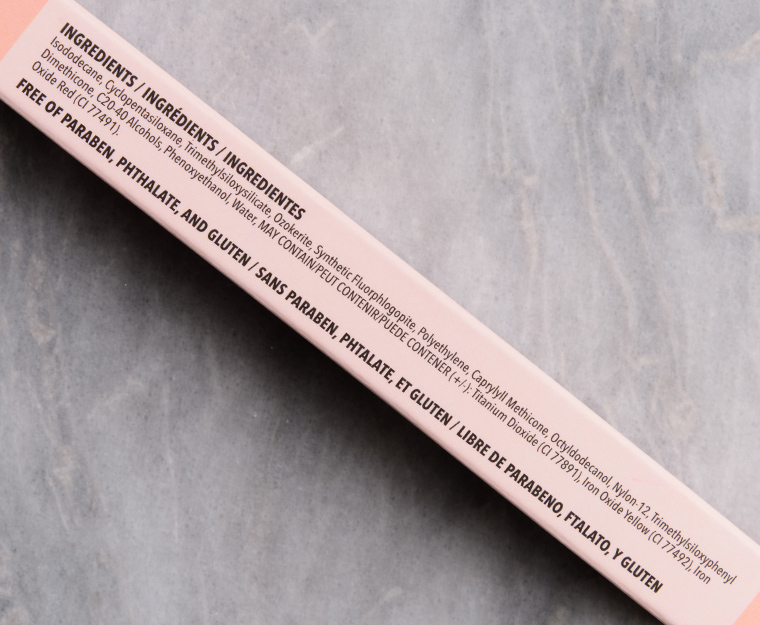 INGREDIENTS / INGRÉDIENTS / INGREDIENTES
Isododecane, Cyclopentasiloxane, Trimethylsiloxysilicate, Ozokerite, Synthetic Fluorphlogopite, Polyethylene, Caprylyll Methicone, Octyldodecanol, Nylon-12, Trimethylsiloxyphenyl
Dimethicone, C20-40 Alcohols, Phenoxyethanol, Water, MAY CONTAIN/PEUT CONTENIR/PUEDE CONTENER (+/-): Titanium Dioxide (CI 77891), Iron Oxide Yellow (CI 77492), Iron
Oxide Red (CI 77491).
FREE OF PARABEN, PHTHALATE, AND GLUTEN / SANS PARABEN, PHTALATE, ET GLUTEN / LIBRE DE PARABENO, FTALATO, Y GLUTEN